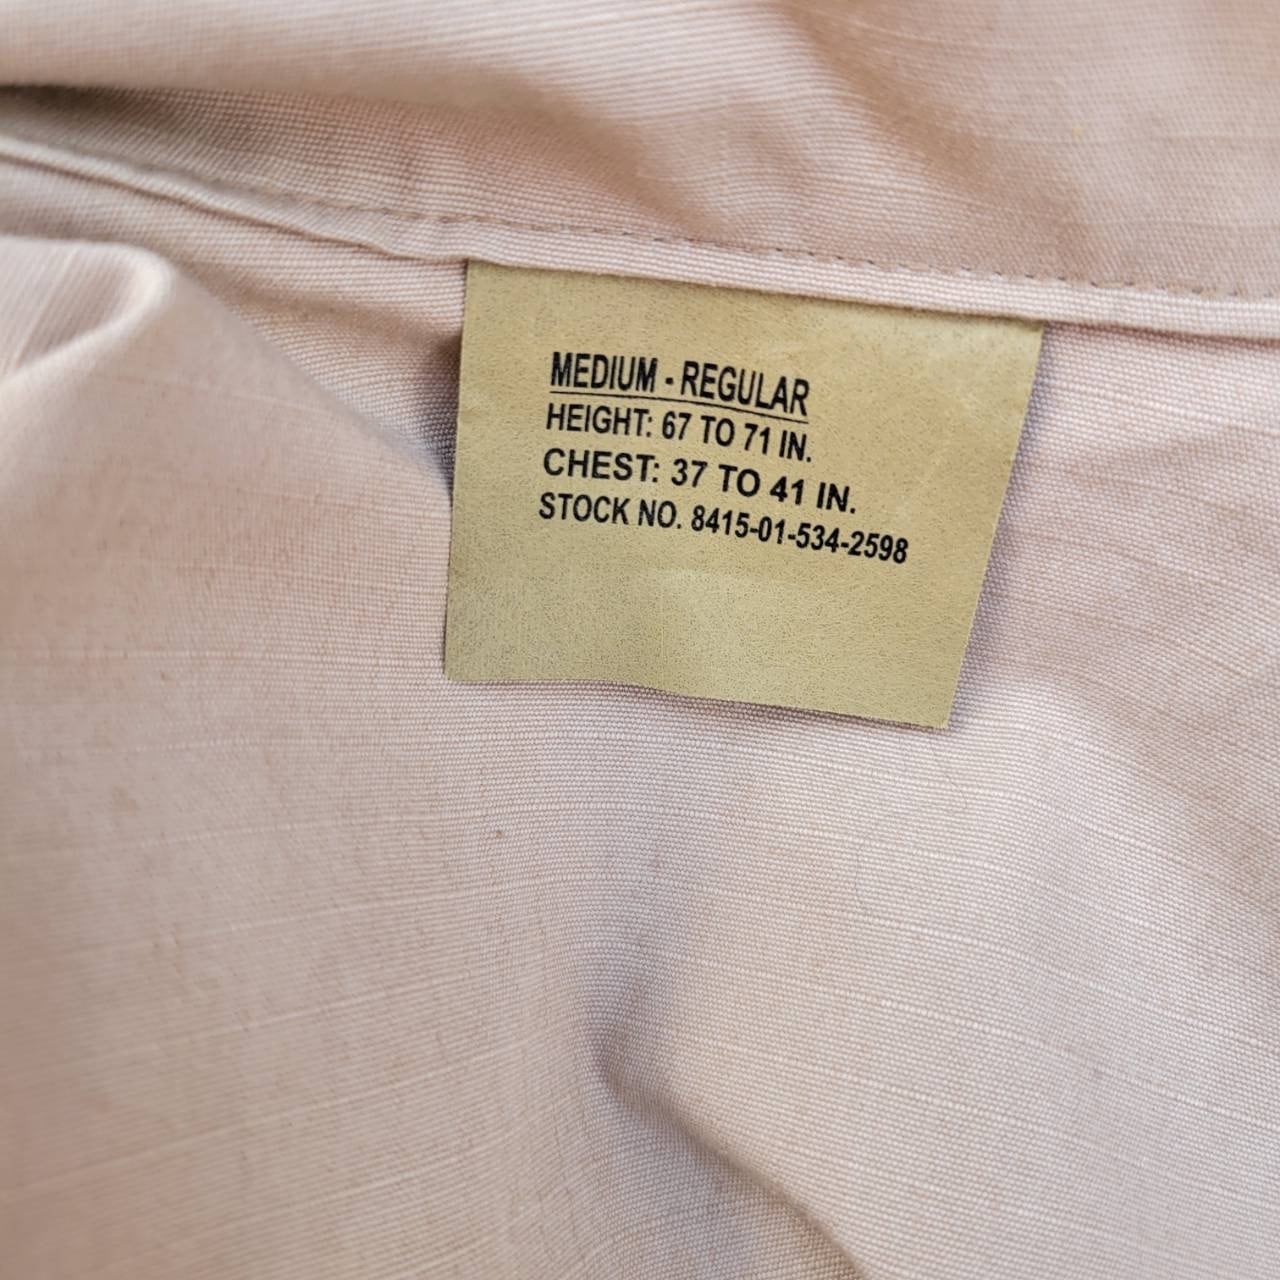 MEDIUM - REGULAR
HEIGHT: 67 TO 71 IN.
CHEST: 37 TO 41 IN.
STOCK NO. 8415-01-534-2598